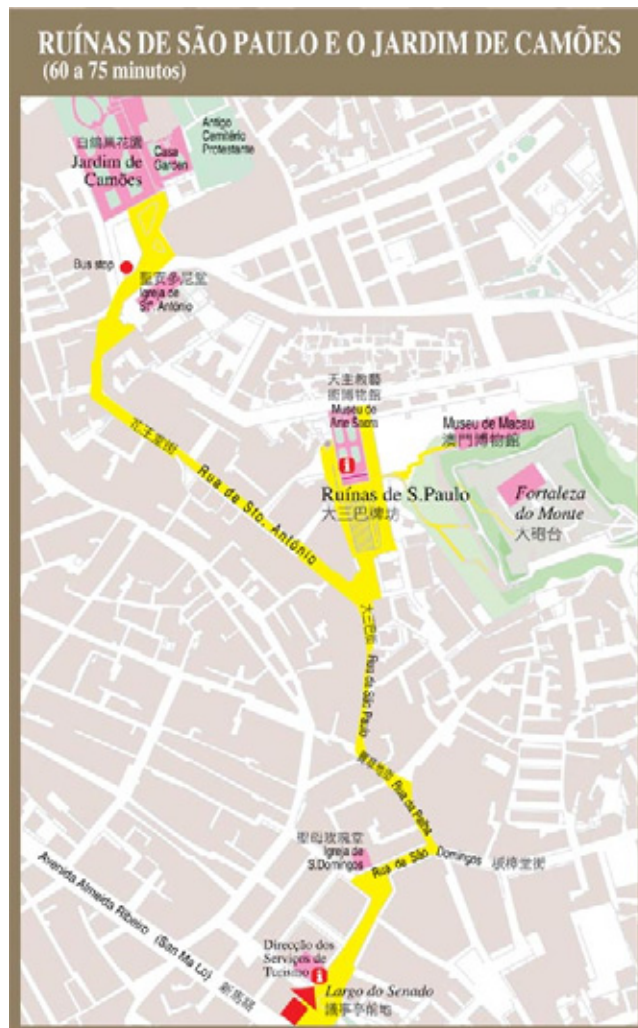 RUÍNAS DE SÃO PAULO E O JARDIM DE CAMÕES
(60 a 75 minutos)
白鴿巢花園
Jardim de
Camões
Casa
Garden
Antigo
Cemitério
Protestante
Bus stop
聖安多尼堂
Igreja de
Stº. António
天主教藝
術博物館
Museu de
Arte Sacra
Museu de Macau
澳門博物館
花王堂街
Rua de Sto. António
Ruínas de S.Paulo
大三巴牌坊
Fortaleza
do Monte
大砲台
大三巴街
Rua de São Paulo
賣草地街
Rua da Palha
聖母玫瑰堂
Igreja de
S.Domingos
Rua de São Domingos 板樟堂街
Avenida Almeida Ribeiro (San Ma Lo) 新馬路
Direcção dos
Serviços de
Turismo
Largo do Senado
議事亭前地